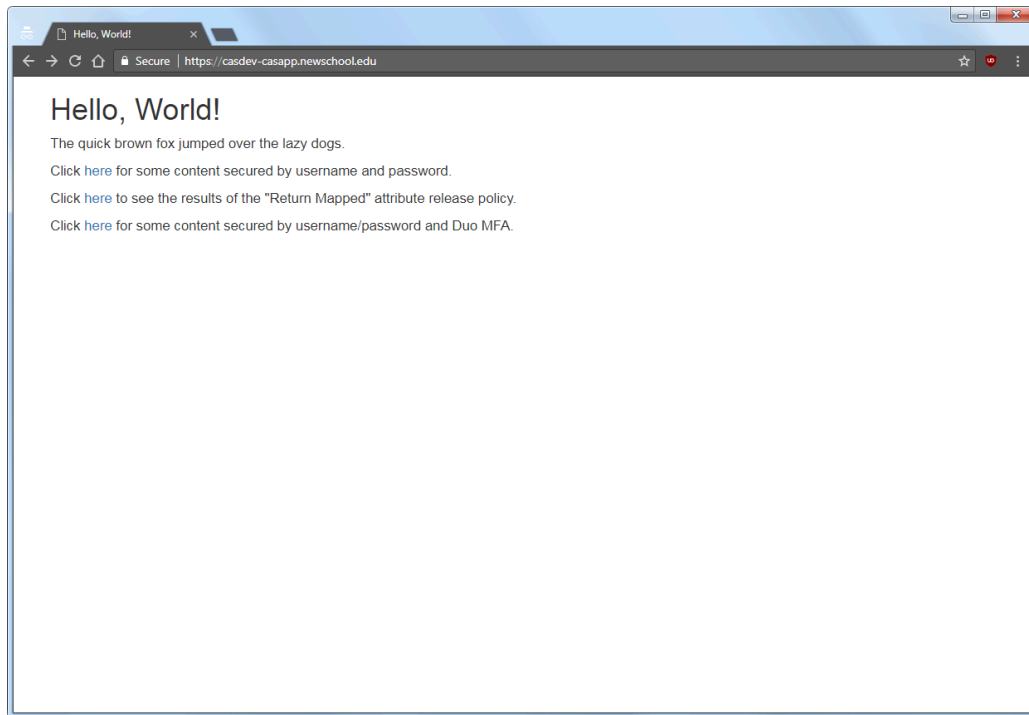 Hello, World!
Secure | https://casdev-casapp.newschool.edu
Hello, World!
The quick brown fox jumped over the lazy dogs.
Click here for some content secured by username and password.
Click here to see the results of the "Return Mapped" attribute release policy.
Click here for some content secured by username/password and Duo MFA.